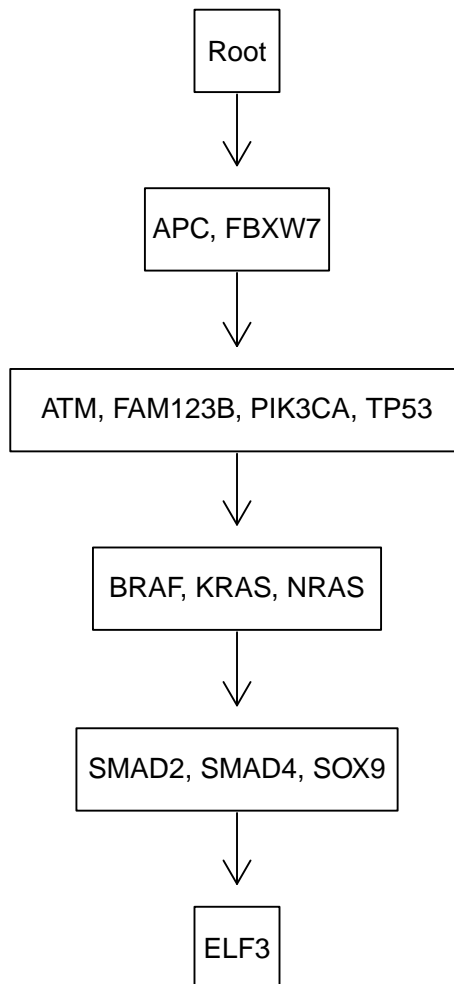 Root
APC, FBXW7
ATM, FAM123B, PIK3CA, TP53
BRAF, KRAS, NRAS
SMAD2, SMAD4, SOX9
ELF3